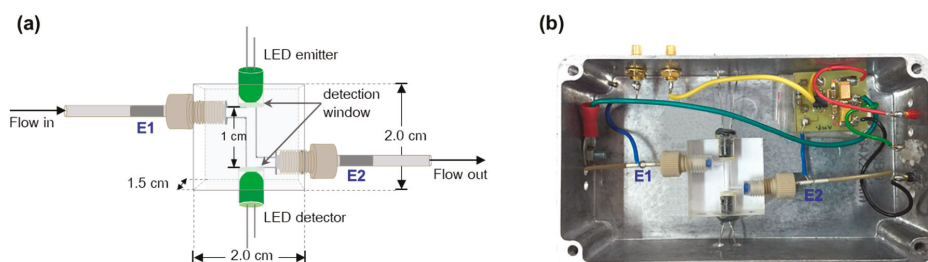 (a)
LED emitter
Flow in
E1
detection
window
1 cm
2.0 cm
E2
Flow out
1.5 cm
LED detector
2.0 cm
(b)
E1
E2